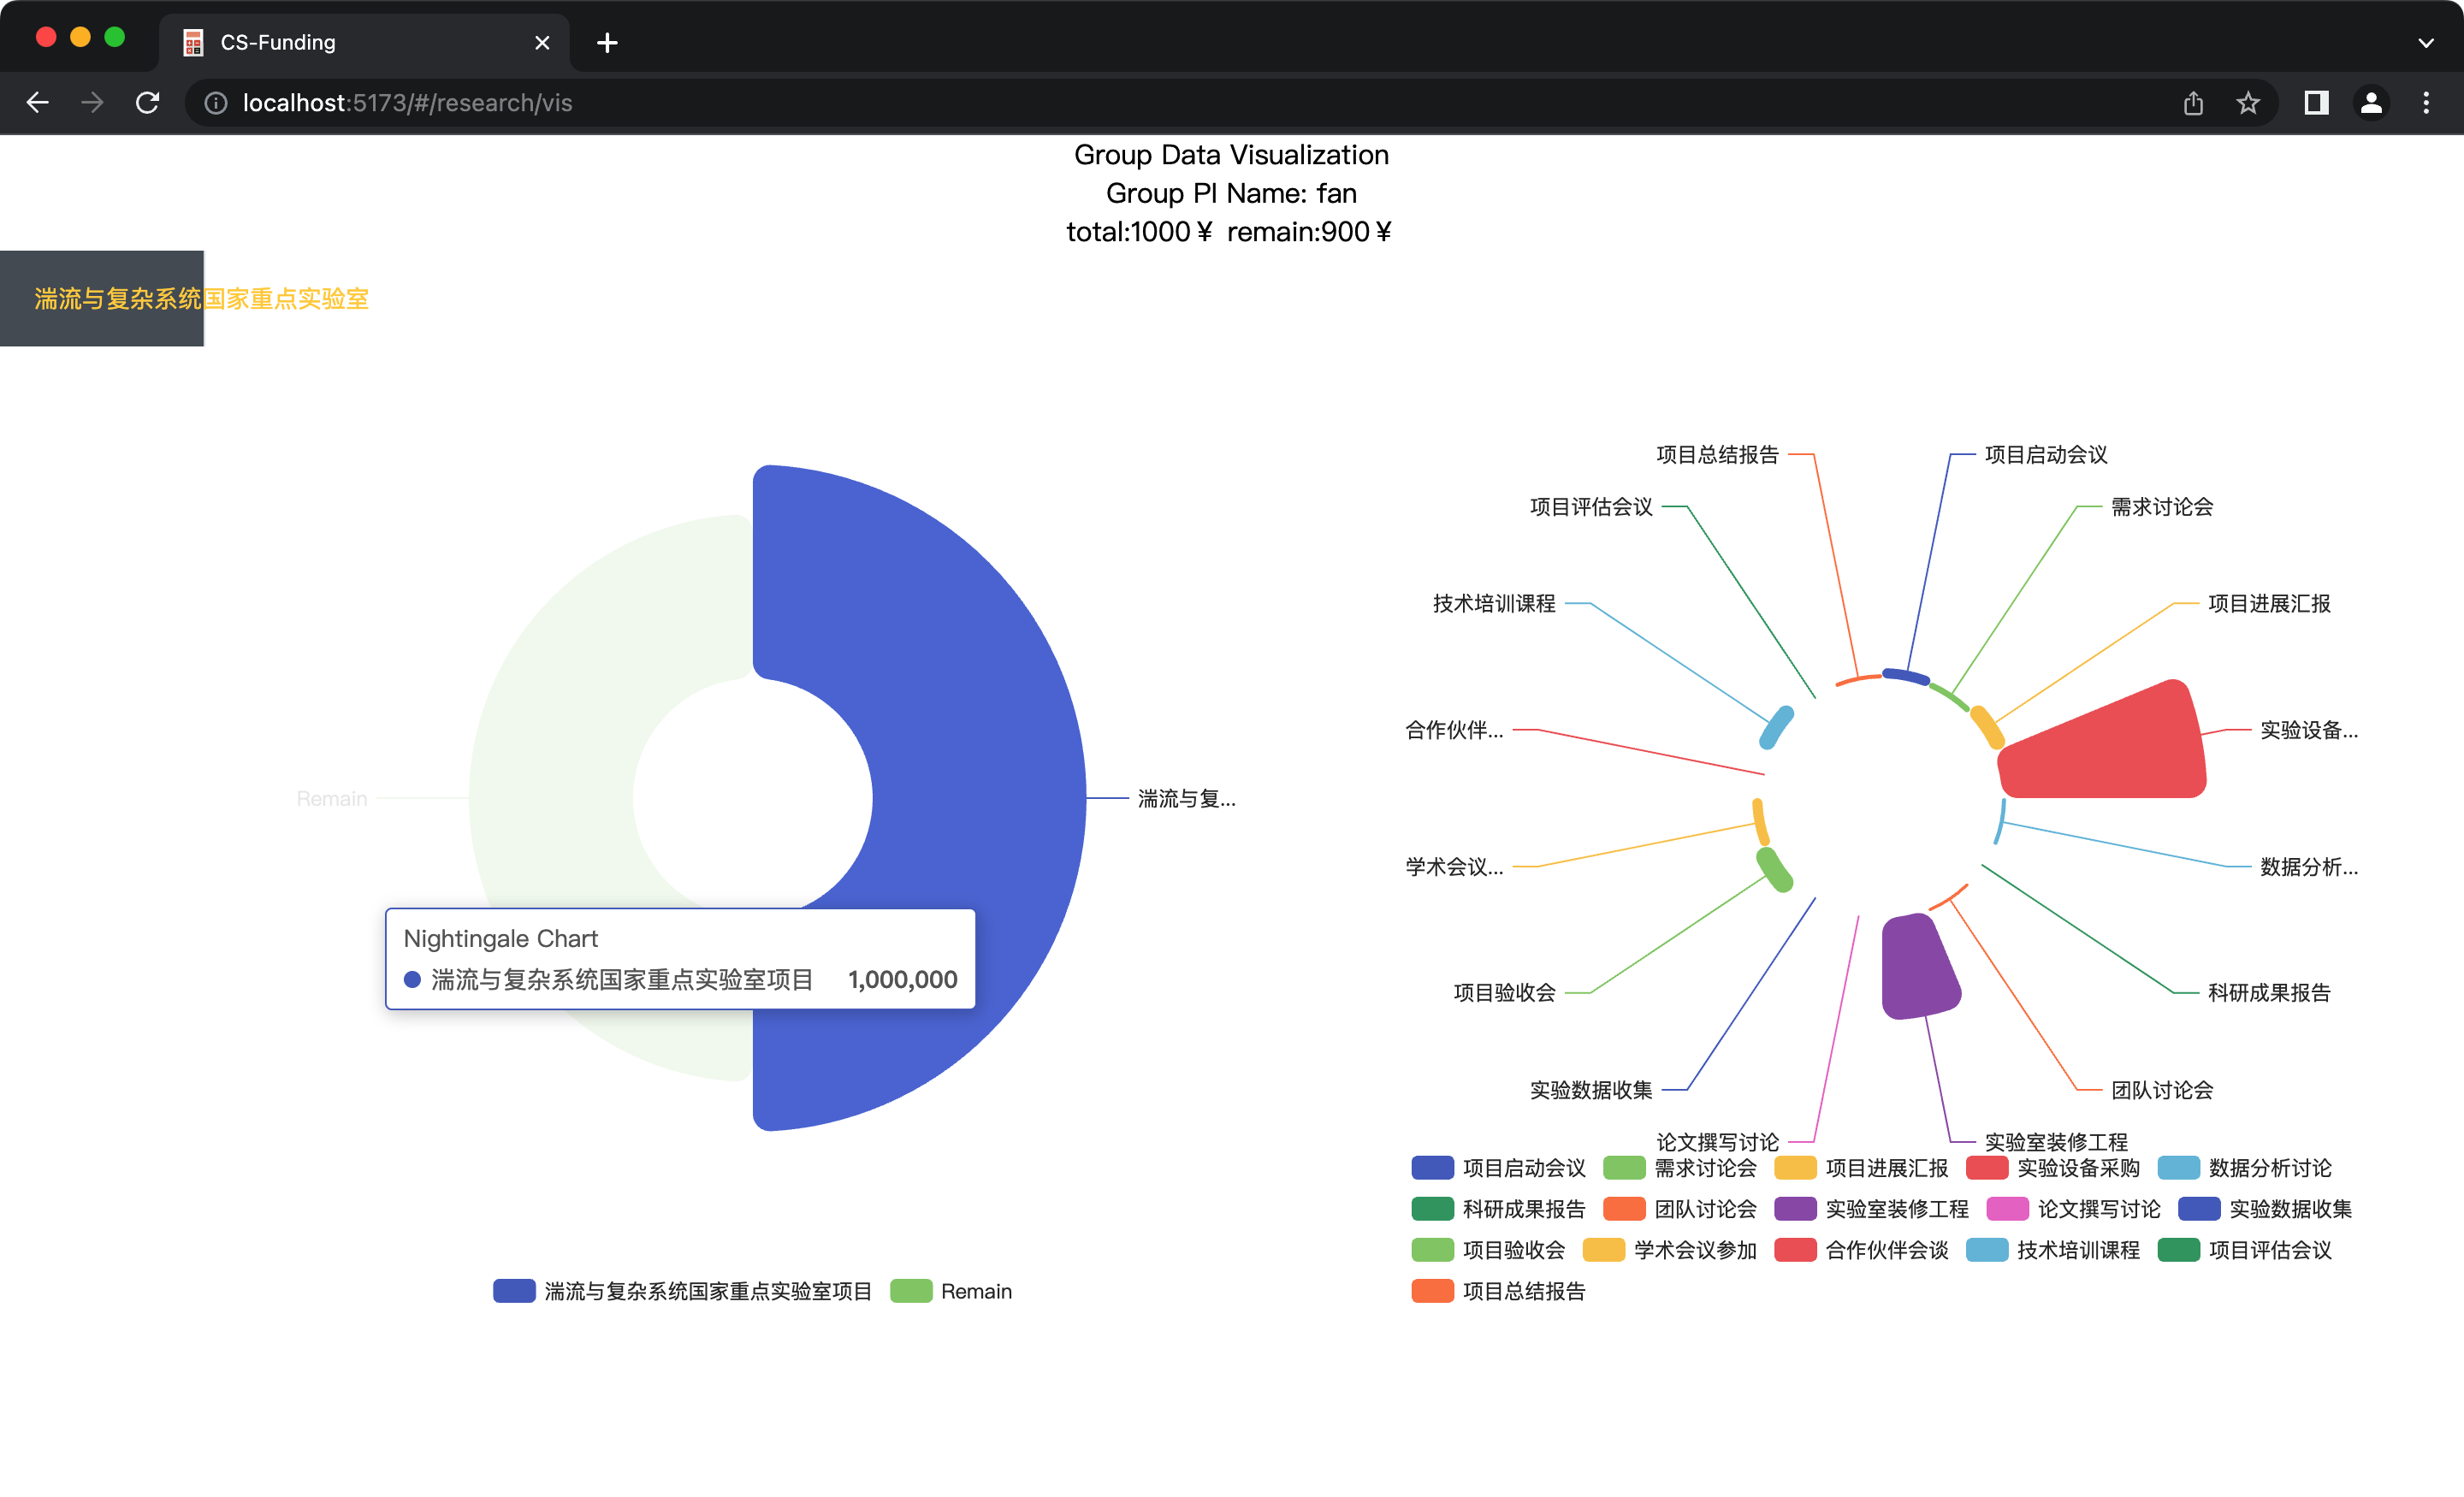 CS-Funding
localhost:5173/#/research/vis
Group Data Visualization
Group PI Name: fan
total:1000￥ remain:900￥
湍流与复杂系统国家重点实验室
项目总结报告
项目启动会议
项目评估会议
需求讨论会
技术培训课程
项目进展汇报
合作伙伴...
实验设备...
Remain
湍流与复...
学术会议...
数据分析...
Nightingale Chart
湍流与复杂系统国家重点实验室项目 1,000,000
项目验收会
科研成果报告
实验数据收集
团队讨论会
论文撰写讨论
实验室装修工程
项目启动会议 需求讨论会 项目进展汇报 实验设备采购 数据分析讨论
科研成果报告 团队讨论会 实验室装修工程 论文撰写讨论 实验数据收集
项目验收会 学术会议参加 合作伙伴会谈 技术培训课程 项目评估会议
项目总结报告
湍流与复杂系统国家重点实验室项目 Remain